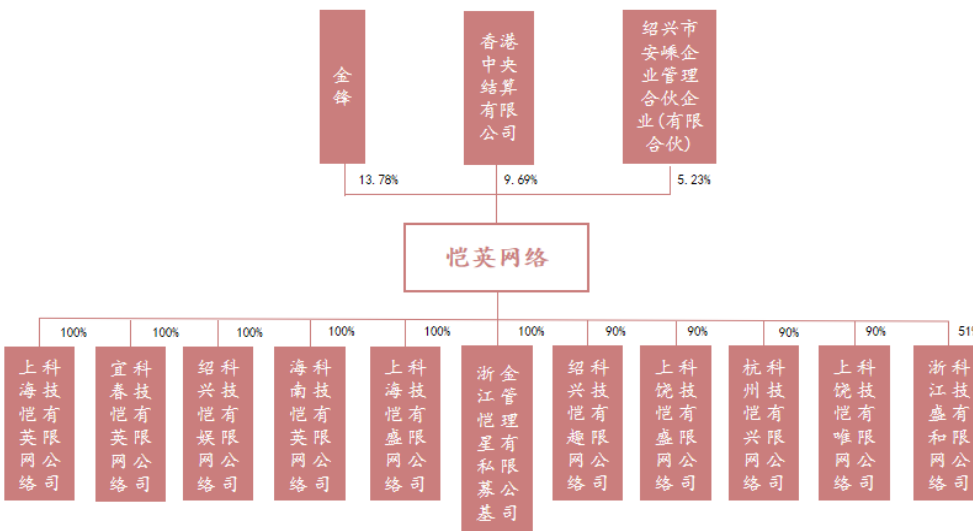 金锋
香港
中央
结算
有限
公司
绍兴市
安嵊企
业管理
合伙企
业(有限
合伙)
13.78%
9.69%
5.23%
恺英网络
100%
100%
100%
100%
100%
100%
90%
90%
90%
90%
51%
上海恺英网络
科技有限公司
宜春恺英网络
科技有限公司
绍兴恺娱网络
科技有限公司
海南恺英网络
科技有限公司
上海恺盛网络
科技有限公司
浙江恺星私募基
金管理有限公司
绍兴恺趣网络
科技有限公司
上饶恺盛网络
科技有限公司
杭州恺兴网络
科技有限公司
上饶恺唯网络
科技有限公司
浙江盛和网络
科技有限公司